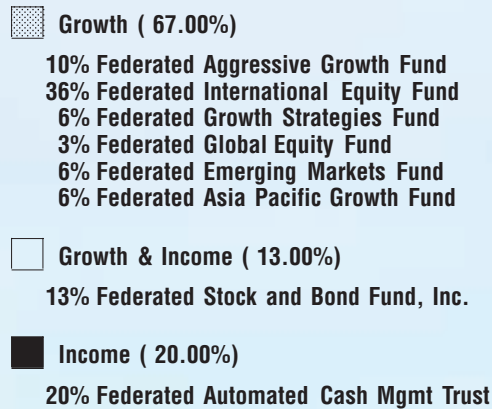 Growth ( 67.00%)
10% Federated Aggressive Growth Fund
36% Federated International Equity Fund
6% Federated Growth Strategies Fund
3% Federated Global Equity Fund
6% Federated Emerging Markets Fund
6% Federated Asia Pacific Growth Fund
Growth & Income ( 13.00%)
13% Federated Stock and Bond Fund, Inc.
Income ( 20.00%)
20% Federated Automated Cash Mgmt Trust